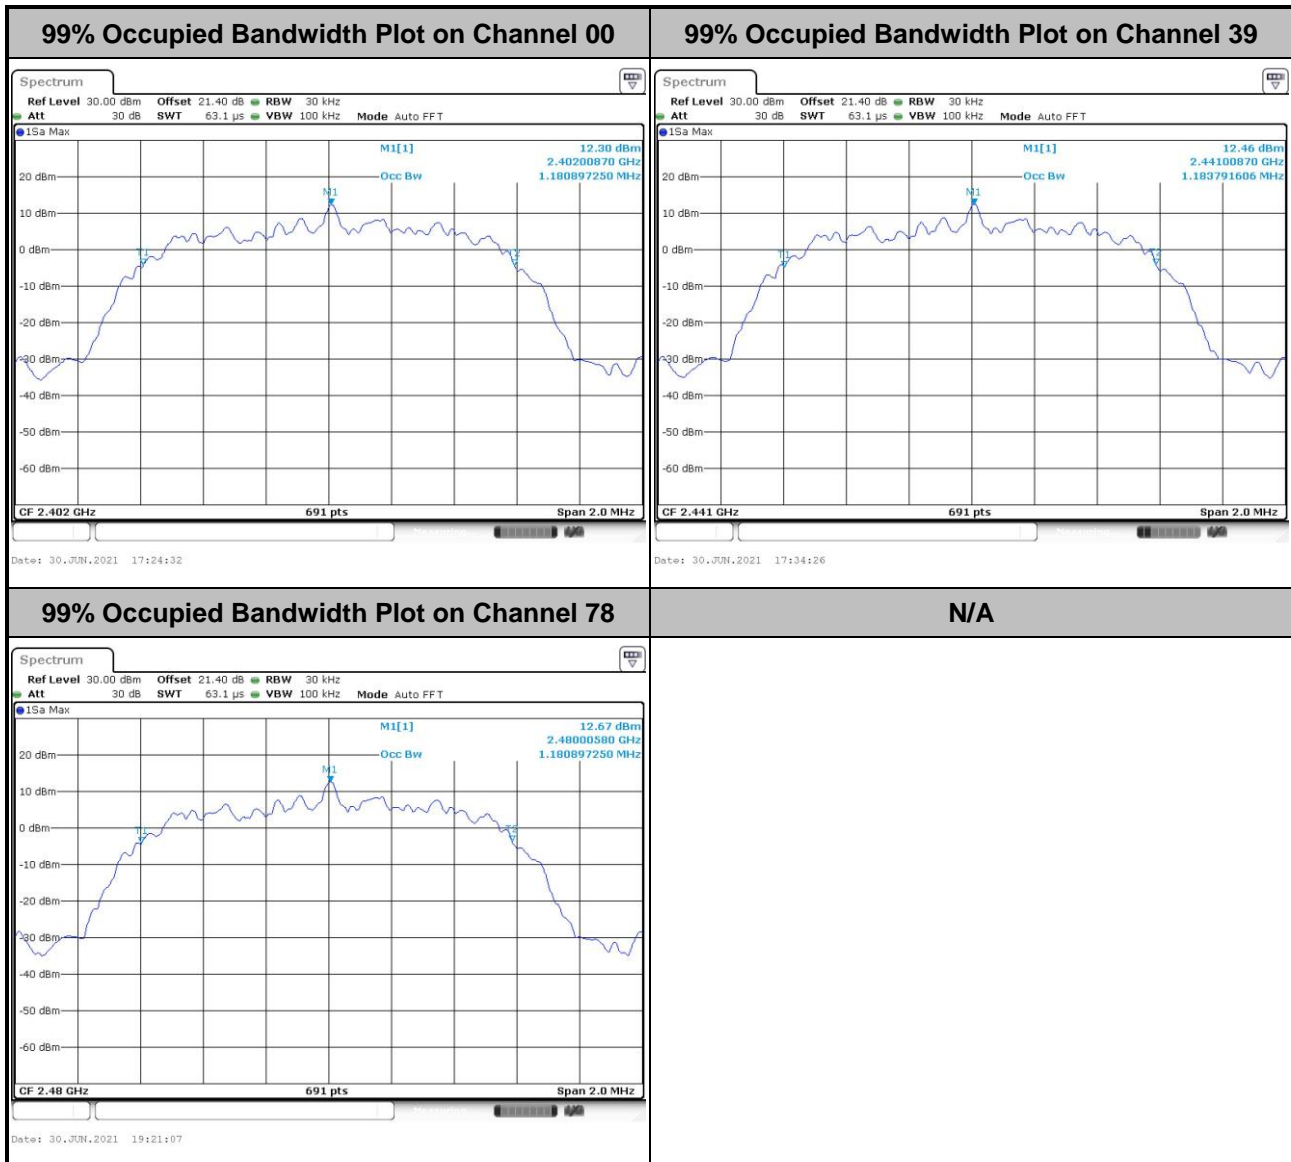 99% Occupied Bandwidth Plot on Channel 00
99% Occupied Bandwidth Plot on Channel 39
Spectrum
Ref Level 30.00 dBm Offset 21.40 dB RBW 30 kHz
Att 30 dB SWT 63.1 µs VBW 100 kHz Mode Auto FFT
1Sa Max
M1[1] 12.30 dBm
2.40200870 GHz
Occ Bw 1.180897250 MHz
M1
T1
T2
20 dBm
10 dBm
0 dBm
-10 dBm
-20 dBm
-30 dBm
-40 dBm
-50 dBm
-60 dBm
CF 2.402 GHz 691 pts Span 2.0 MHz
Date: 30.JUN.2021 17:24:32
Spectrum
Ref Level 30.00 dBm Offset 21.40 dB RBW 30 kHz
Att 30 dB SWT 63.1 µs VBW 100 kHz Mode Auto FFT
1Sa Max
M1[1] 12.46 dBm
2.44100870 GHz
Occ Bw 1.183791606 MHz
M1
T1
T2
20 dBm
10 dBm
0 dBm
-10 dBm
-20 dBm
-30 dBm
-40 dBm
-50 dBm
-60 dBm
CF 2.441 GHz 691 pts Span 2.0 MHz
Date: 30.JUN.2021 17:34:26
99% Occupied Bandwidth Plot on Channel 78
N/A
Spectrum
Ref Level 30.00 dBm Offset 21.40 dB RBW 30 kHz
Att 30 dB SWT 63.1 µs VBW 100 kHz Mode Auto FFT
1Sa Max
M1[1] 12.67 dBm
2.48000580 GHz
Occ Bw 1.180897250 MHz
M1
T1
T2
20 dBm
10 dBm
0 dBm
-10 dBm
-20 dBm
-30 dBm
-40 dBm
-50 dBm
-60 dBm
CF 2.48 GHz 691 pts Span 2.0 MHz
Date: 30.JUN.2021 19:21:07